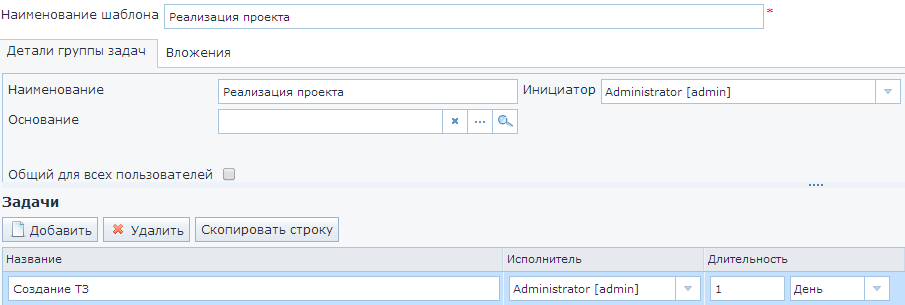 Наименование шаблона Реализация проекта *
Детали группы задач Вложения
Наименование Реализация проекта Инициатор Administrator [admin]
Основание
Общий для всех пользователей
Задачи
Добавить Удалить Скопировать строку
Название Исполнитель Длительность
Создание ТЗ Administrator [admin] 1 День